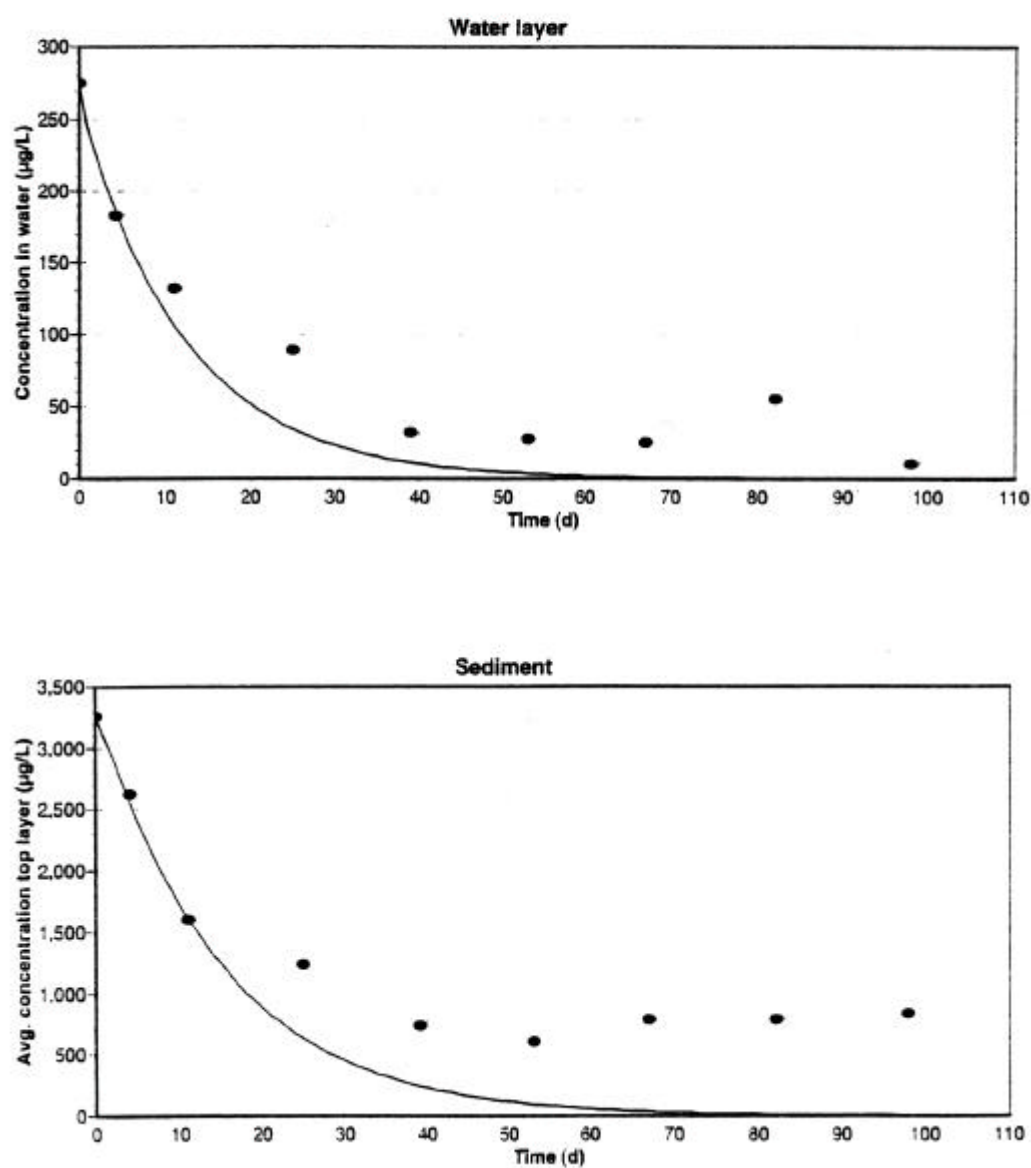 Water layer
300
250
200
150
100
50
0
Concentration in water (µg/L)
0 10 20 30 40 50 60 70 80 90 100 110
Time (d)
Sediment
3,500
3.000
2,500
2,000
1,500
1.000
500
0
Avg. concentration top layer (µg/L)
0 10 20 30 40 50 60 70 80 90 100 110
Time (d)